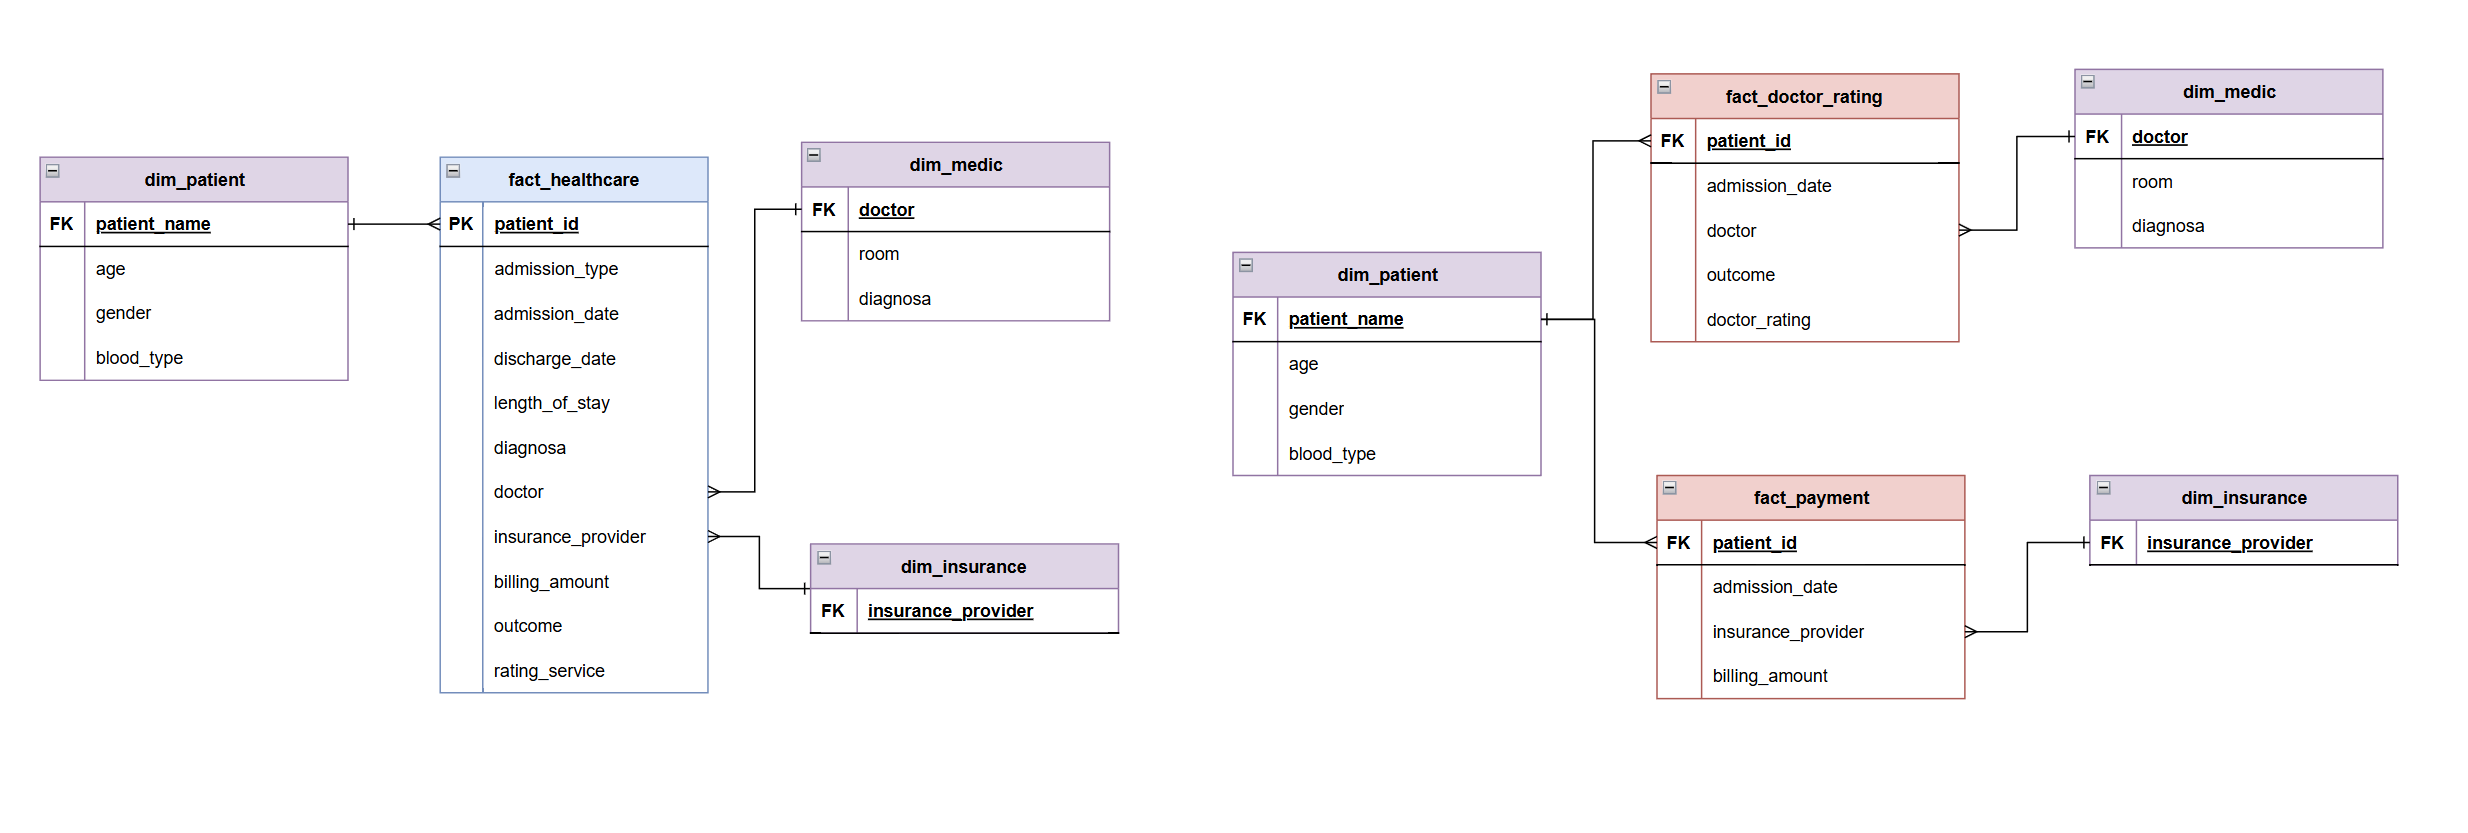 dim_patient
FK patient_name
age
gender
blood_type
fact_healthcare
PK patient_id
admission_type
admission_date
discharge_date
length_of_stay
diagnosa
doctor
insurance_provider
billing_amount
outcome
rating_service
dim_medic
FK doctor
room
diagnosa
dim_insurance
FK insurance_provider
dim_patient
FK patient_name
age
gender
blood_type
fact_doctor_rating
FK patient_id
admission_date
doctor
outcome
doctor_rating
dim_medic
FK doctor
room
diagnosa
fact_payment
FK patient_id
admission_date
insurance_provider
billing_amount
dim_insurance
FK insurance_provider